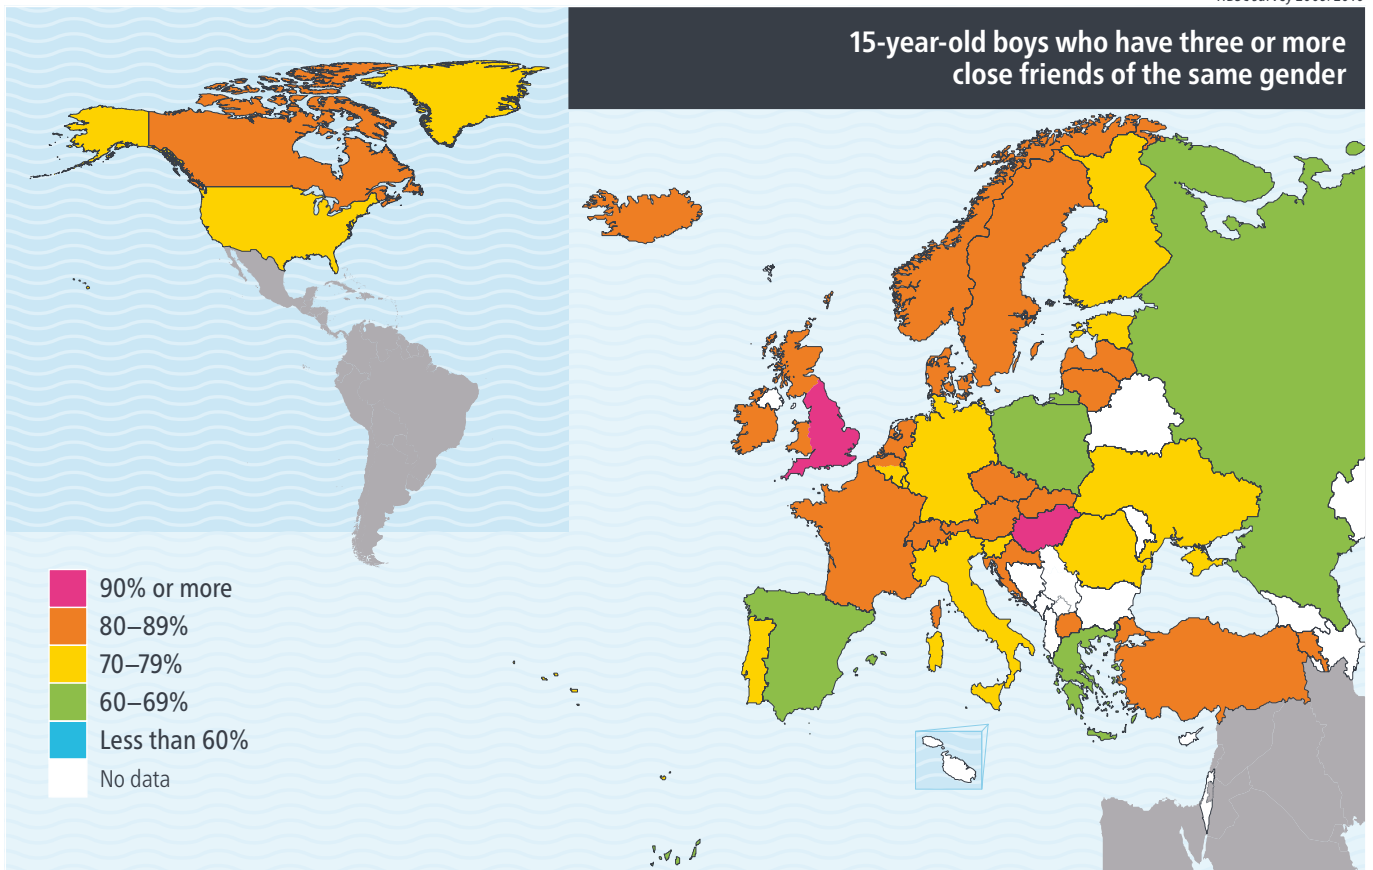 15-year-old boys who have three or more
close friends of the same gender
90% or more
80–89%
70–79%
60–69%
Less than 60%
No data